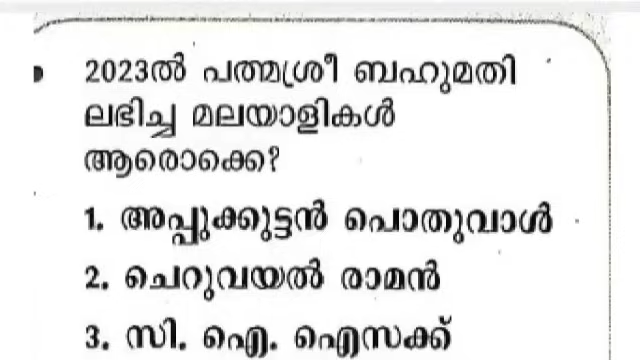 2023ൽ പത്മശ്രീ ബഹുമതി
ലഭിച്ച മലയാളികൾ
ആരൊക്കെ?
1. അപ്പുക്കുട്ടൻ പൊതുവാൾ
2. ചെറുവയൽ രാമൻ
3. സി. ഐ. ഐസക്ക്